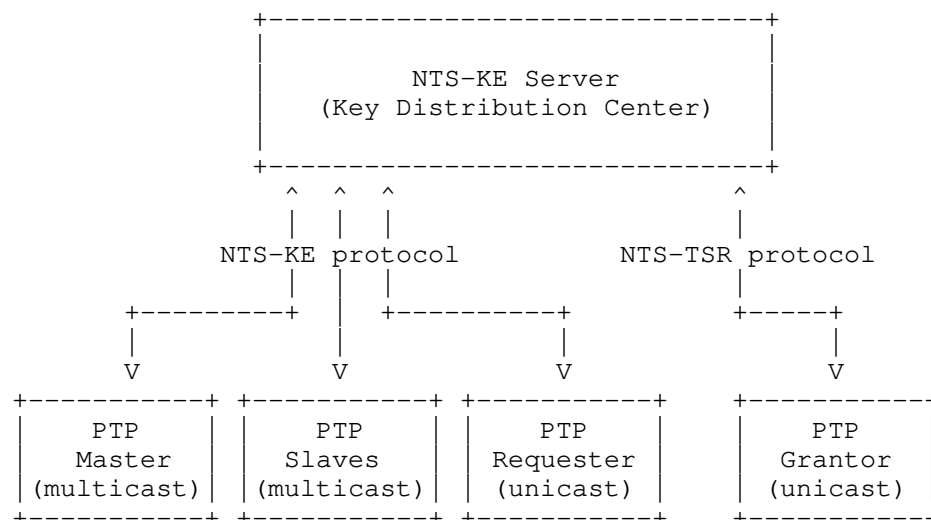 NTS-KE Server
(Key Distribution Center)
NTS-KE protocol NTS-TSR protocol
PTP PTP PTP PTP
Master Slaves Requester Grantor
(multicast) (multicast) (unicast) (unicast)